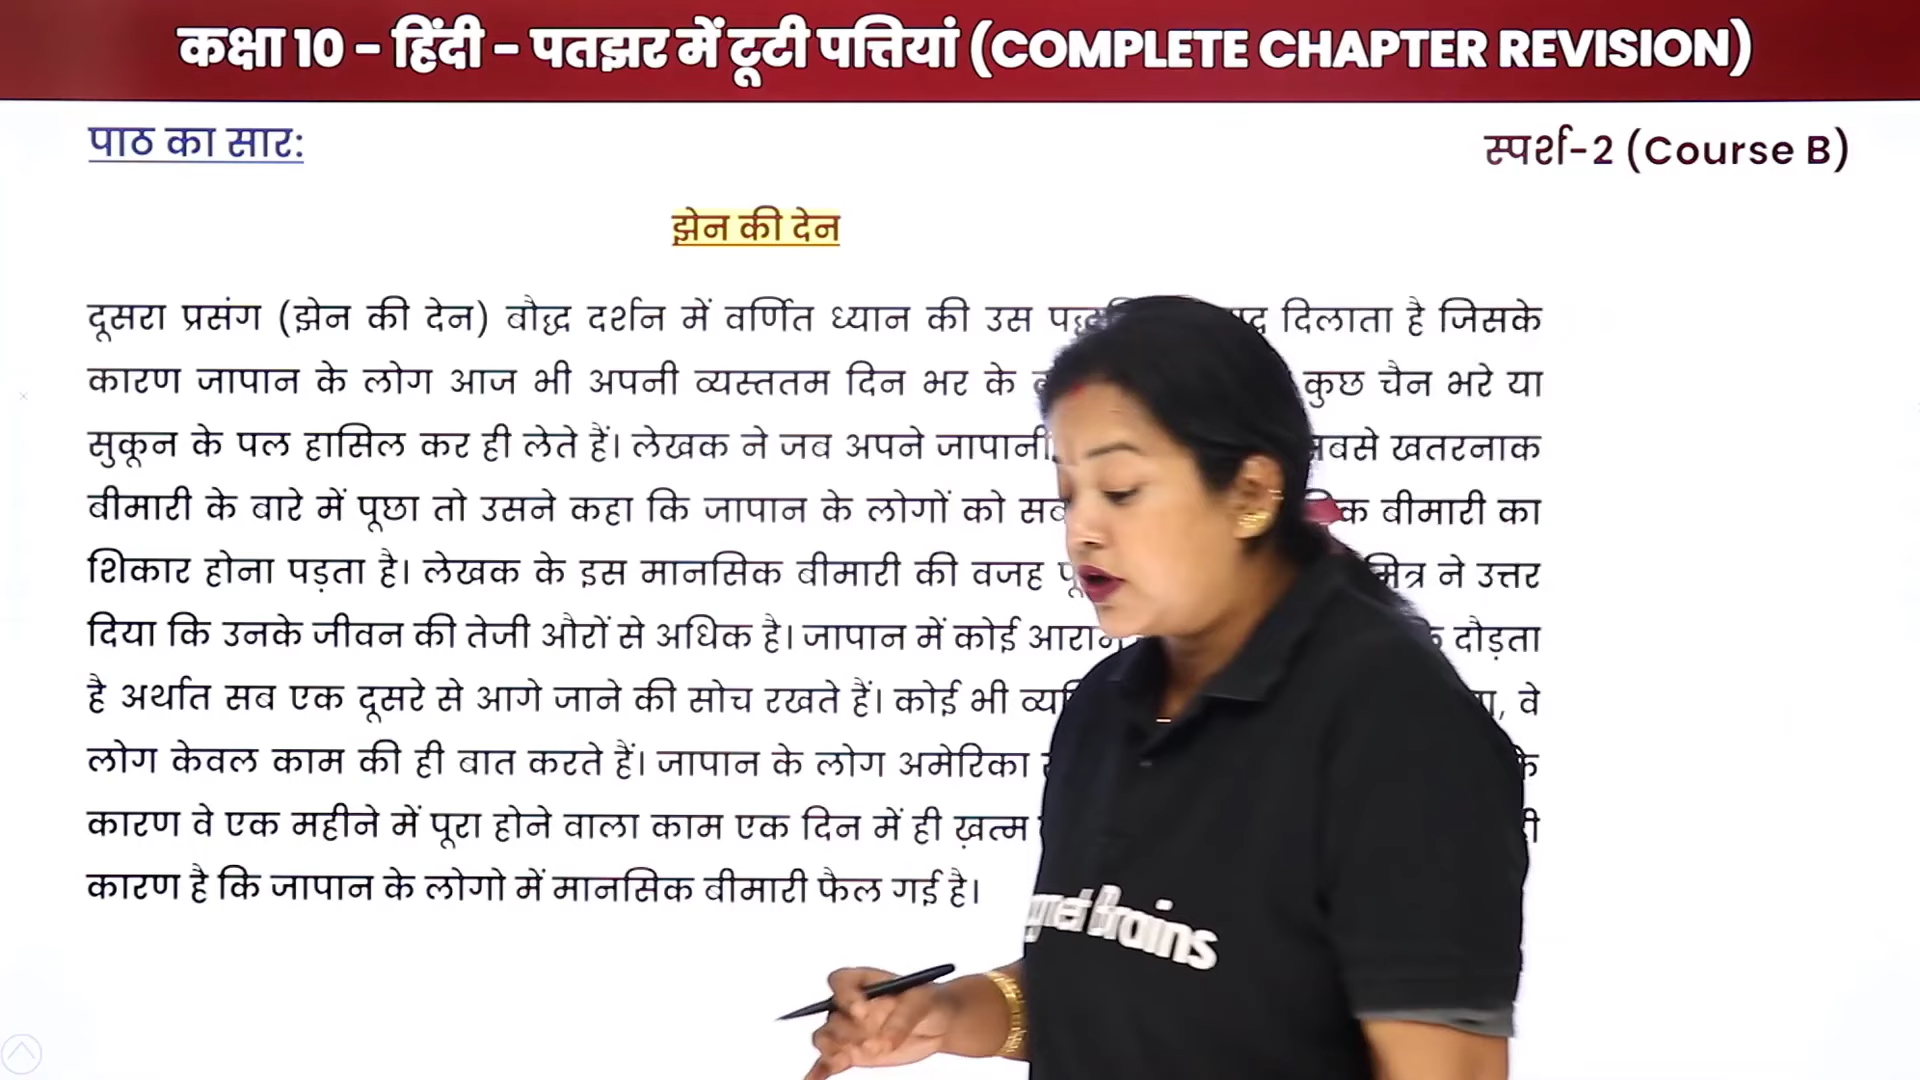 कक्षा 10 - हिंदी - पतझर में टूटी पत्तियां (COMPLETE CHAPTER REVISION)
पाठ का सार:
स्पर्श-2 (Course B)
झेन की देन
दूसरा प्रसंग (झेन की देन) बौद्ध दर्शन में वर्णित ध्यान की उस दिलाता है जिसके
कारण जापान के लोग आज भी अपनी व्यस्ततम दिन भर के कुछ चैन भरे या
सुकून के पल हासिल कर ही लेते हैं। लेखक ने जब अपने जापानी सबसे खतरनाक
बीमारी के बारे में पूछा तो उसने कहा कि जापान के लोगों को बीमारी का
शिकार होना पड़ता है। लेखक के इस मानसिक बीमारी की वजह मित्र ने उत्तर
दिया कि उनके जीवन की तेजी औरों से अधिक है। जापान में कोई दौड़ता
है अर्थात सब एक दूसरे से आगे जाने की सोच रखते हैं। कोई भी वे
लोग केवल काम की ही बात करते हैं। जापान के लोग अमेरिका
कारण वे एक महीने में पूरा होने वाला काम एक दिन में ही ख़त्म
कारण है कि जापान के लोगो में मानसिक बीमारी फैल गई है।
Brains